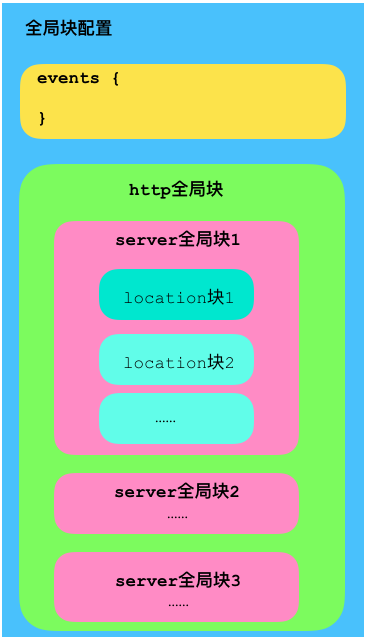 全局块配置
events {
}
http全局块
server全局块1
location块1
location块2
……
server全局块2
……
server全局块3
……